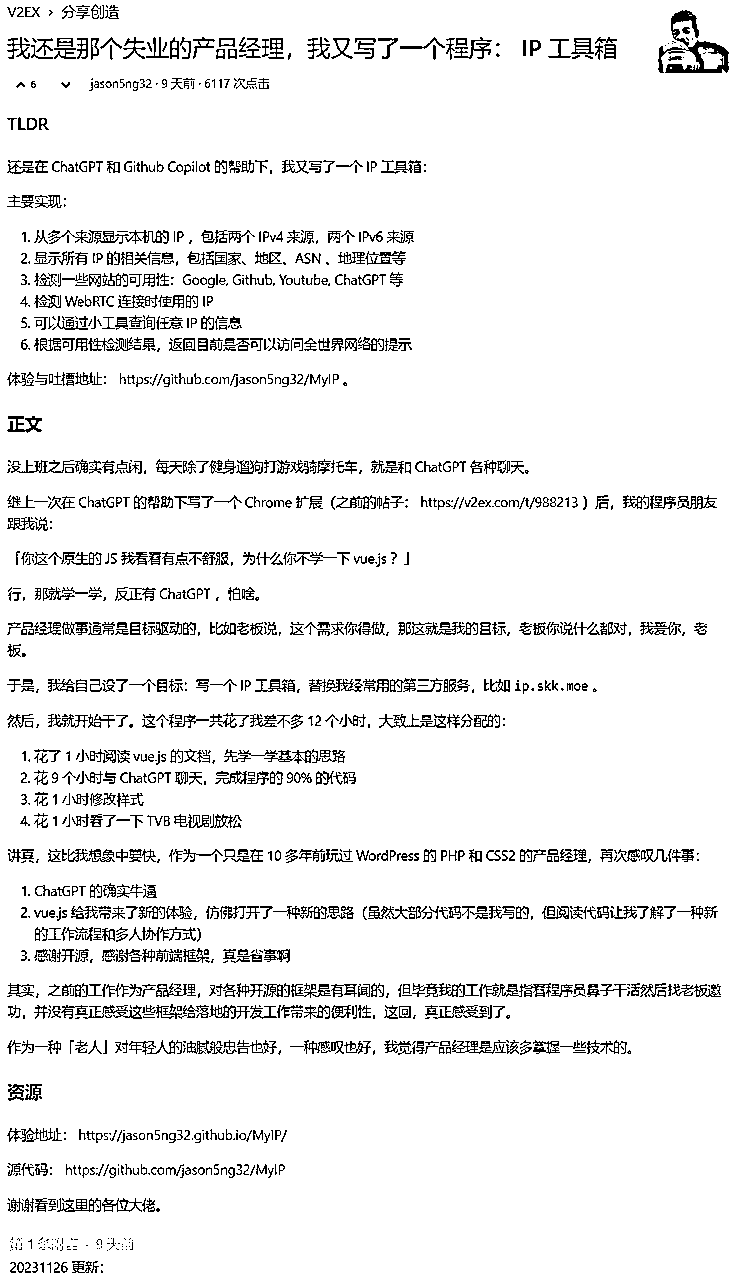 V2EX › 分享创造
我还是那个失业的产品经理，我又写了一个程序： IP 工具箱
6 jason5ng32 · 9 天前 · 6117 次点击
TLDR
还是在 ChatGPT 和 Github Copilot 的帮助下，我又写了一个 IP 工具箱：
主要实现：
1. 从多个来源显示本机的 IP ，包括两个 IPv4 来源，两个 IPv6 来源
2. 显示所有 IP 的相关信息，包括国家、地区、ASN 、地理位置等
3. 检测一些网站的可用性：Google, Github, Youtube, ChatGPT 等
4. 检测 WebRTC 连接时使用的 IP
5. 可以通过小工具查询任意 IP 的信息
6. 根据可用性检测结果，返回目前是否可以访问全世界网络的提示
体验与吐槽地址： https://github.com/jason5ng32/MyIP 。
正文
没上班之后确实有点闲，每天除了健身遛狗打游戏骑摩托车，就是和 ChatGPT 各种聊天。
继上一次在 ChatGPT 的帮助下写了一个 Chrome 扩展（之前的帖子： https://v2ex.com/t/988213 ）后，我的程序员朋友
跟我说：
「你这个原生的 JS 我看着有点不舒服，为什么你不学一下 vue.js ？」
行，那就学一学，反正有 ChatGPT ，怕啥。
产品经理做事通常是目标驱动的，比如老板说，这个需求你得做，那这就是我的目标，老板你说什么都对，我爱你，老
板。
于是，我给自己设了一个目标：写一个 IP 工具箱，替换我经常用的第三方服务，比如 ip.skk.moe 。
然后，我就开始干了。这个程序一共花了我差不多 12 个小时，大致上是这样分配的：
1. 花了 1 小时阅读 vue.js 的文档，先学一学基本的思路
2. 花 9 个小时与 ChatGPT 聊天，完成程序的 90% 的代码
3. 花 1 小时修改样式
4. 花 1 小时看了一下 TVB 电视剧放松
讲真，这比我想象中要快，作为一个只是在 10 多年前玩过 WordPress 的 PHP 和 CSS2 的产品经理，再次感叹几件事：
1. ChatGPT 的确实牛逼
2. vue.js 给我带来了新的体验，仿佛打开了一种新的思路（虽然大部分代码不是我写的，但阅读代码让我了解了一种新
的工作流程和多人协作方式）
3. 感谢开源，感谢各种前端框架，真是省事啊
其实，之前的工作作为产品经理，对各种开源的框架是有耳闻的，但毕竟我的工作就是指着程序员鼻子干活然后找老板邀
功，并没有真正感受这些框架给落地的开发工作带来的便利性，这回，真正感受到了。
作为一种「老人」对年轻人的油腻般忠告也好，一种感叹也好，我觉得产品经理是应该多掌握一些技术的。
资源
体验地址： https://jason5ng32.github.io/MyIP/
源代码： https://github.com/jason5ng32/MyIP
谢谢看到这里的各位大佬。
第 1 条附言 · 9 天前
20231126 更新：